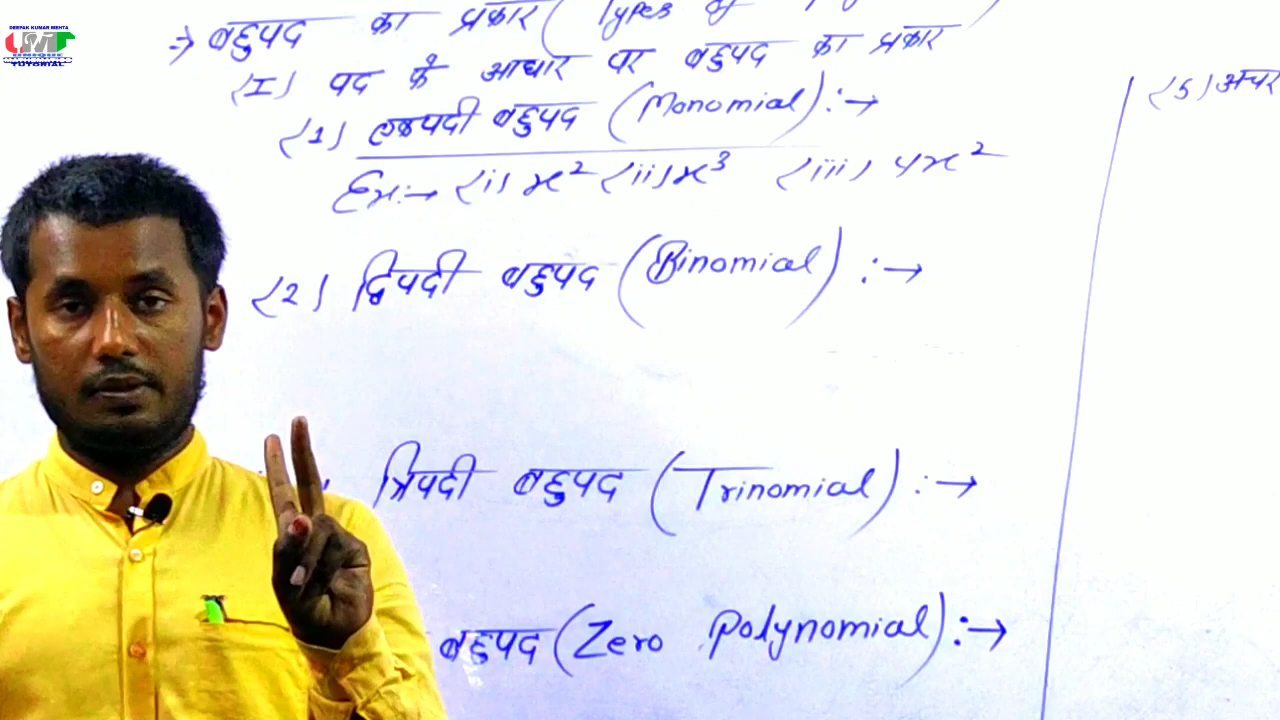 DEEPAK KUMAR MEHTA
UNIQUE
TUTORIAL
⇒ बहुपद का प्रकार (Types of
(I) पद के आधार पर बहुपद का प्रकार
(1) एकपदी बहुपद (Monomial) :→
Ex:→ (i) x² (ii) x³ (iii) 4x²
(2) द्विपदी बहुपद (Binomial) :→
त्रिपदी बहुपद (Trinomial) :→
बहुपद (Zero Polynomial) :→
(5) अचर